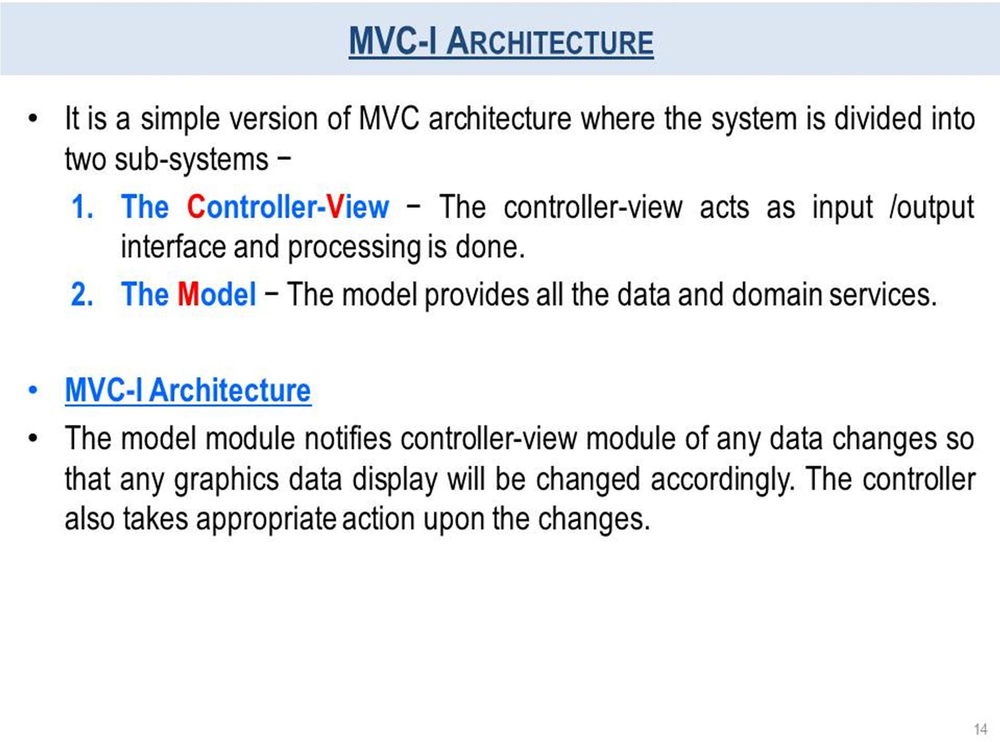 MVC-I ARCHITECTURE
• It is a simple version of MVC architecture where the system is divided into
two sub-systems −
1. The Controller-View − The controller-view acts as input /output
interface and processing is done.
2. The Model − The model provides all the data and domain services.
• MVC-I Architecture
• The model module notifies controller-view module of any data changes so
that any graphics data display will be changed accordingly. The controller
also takes appropriate action upon the changes.
14